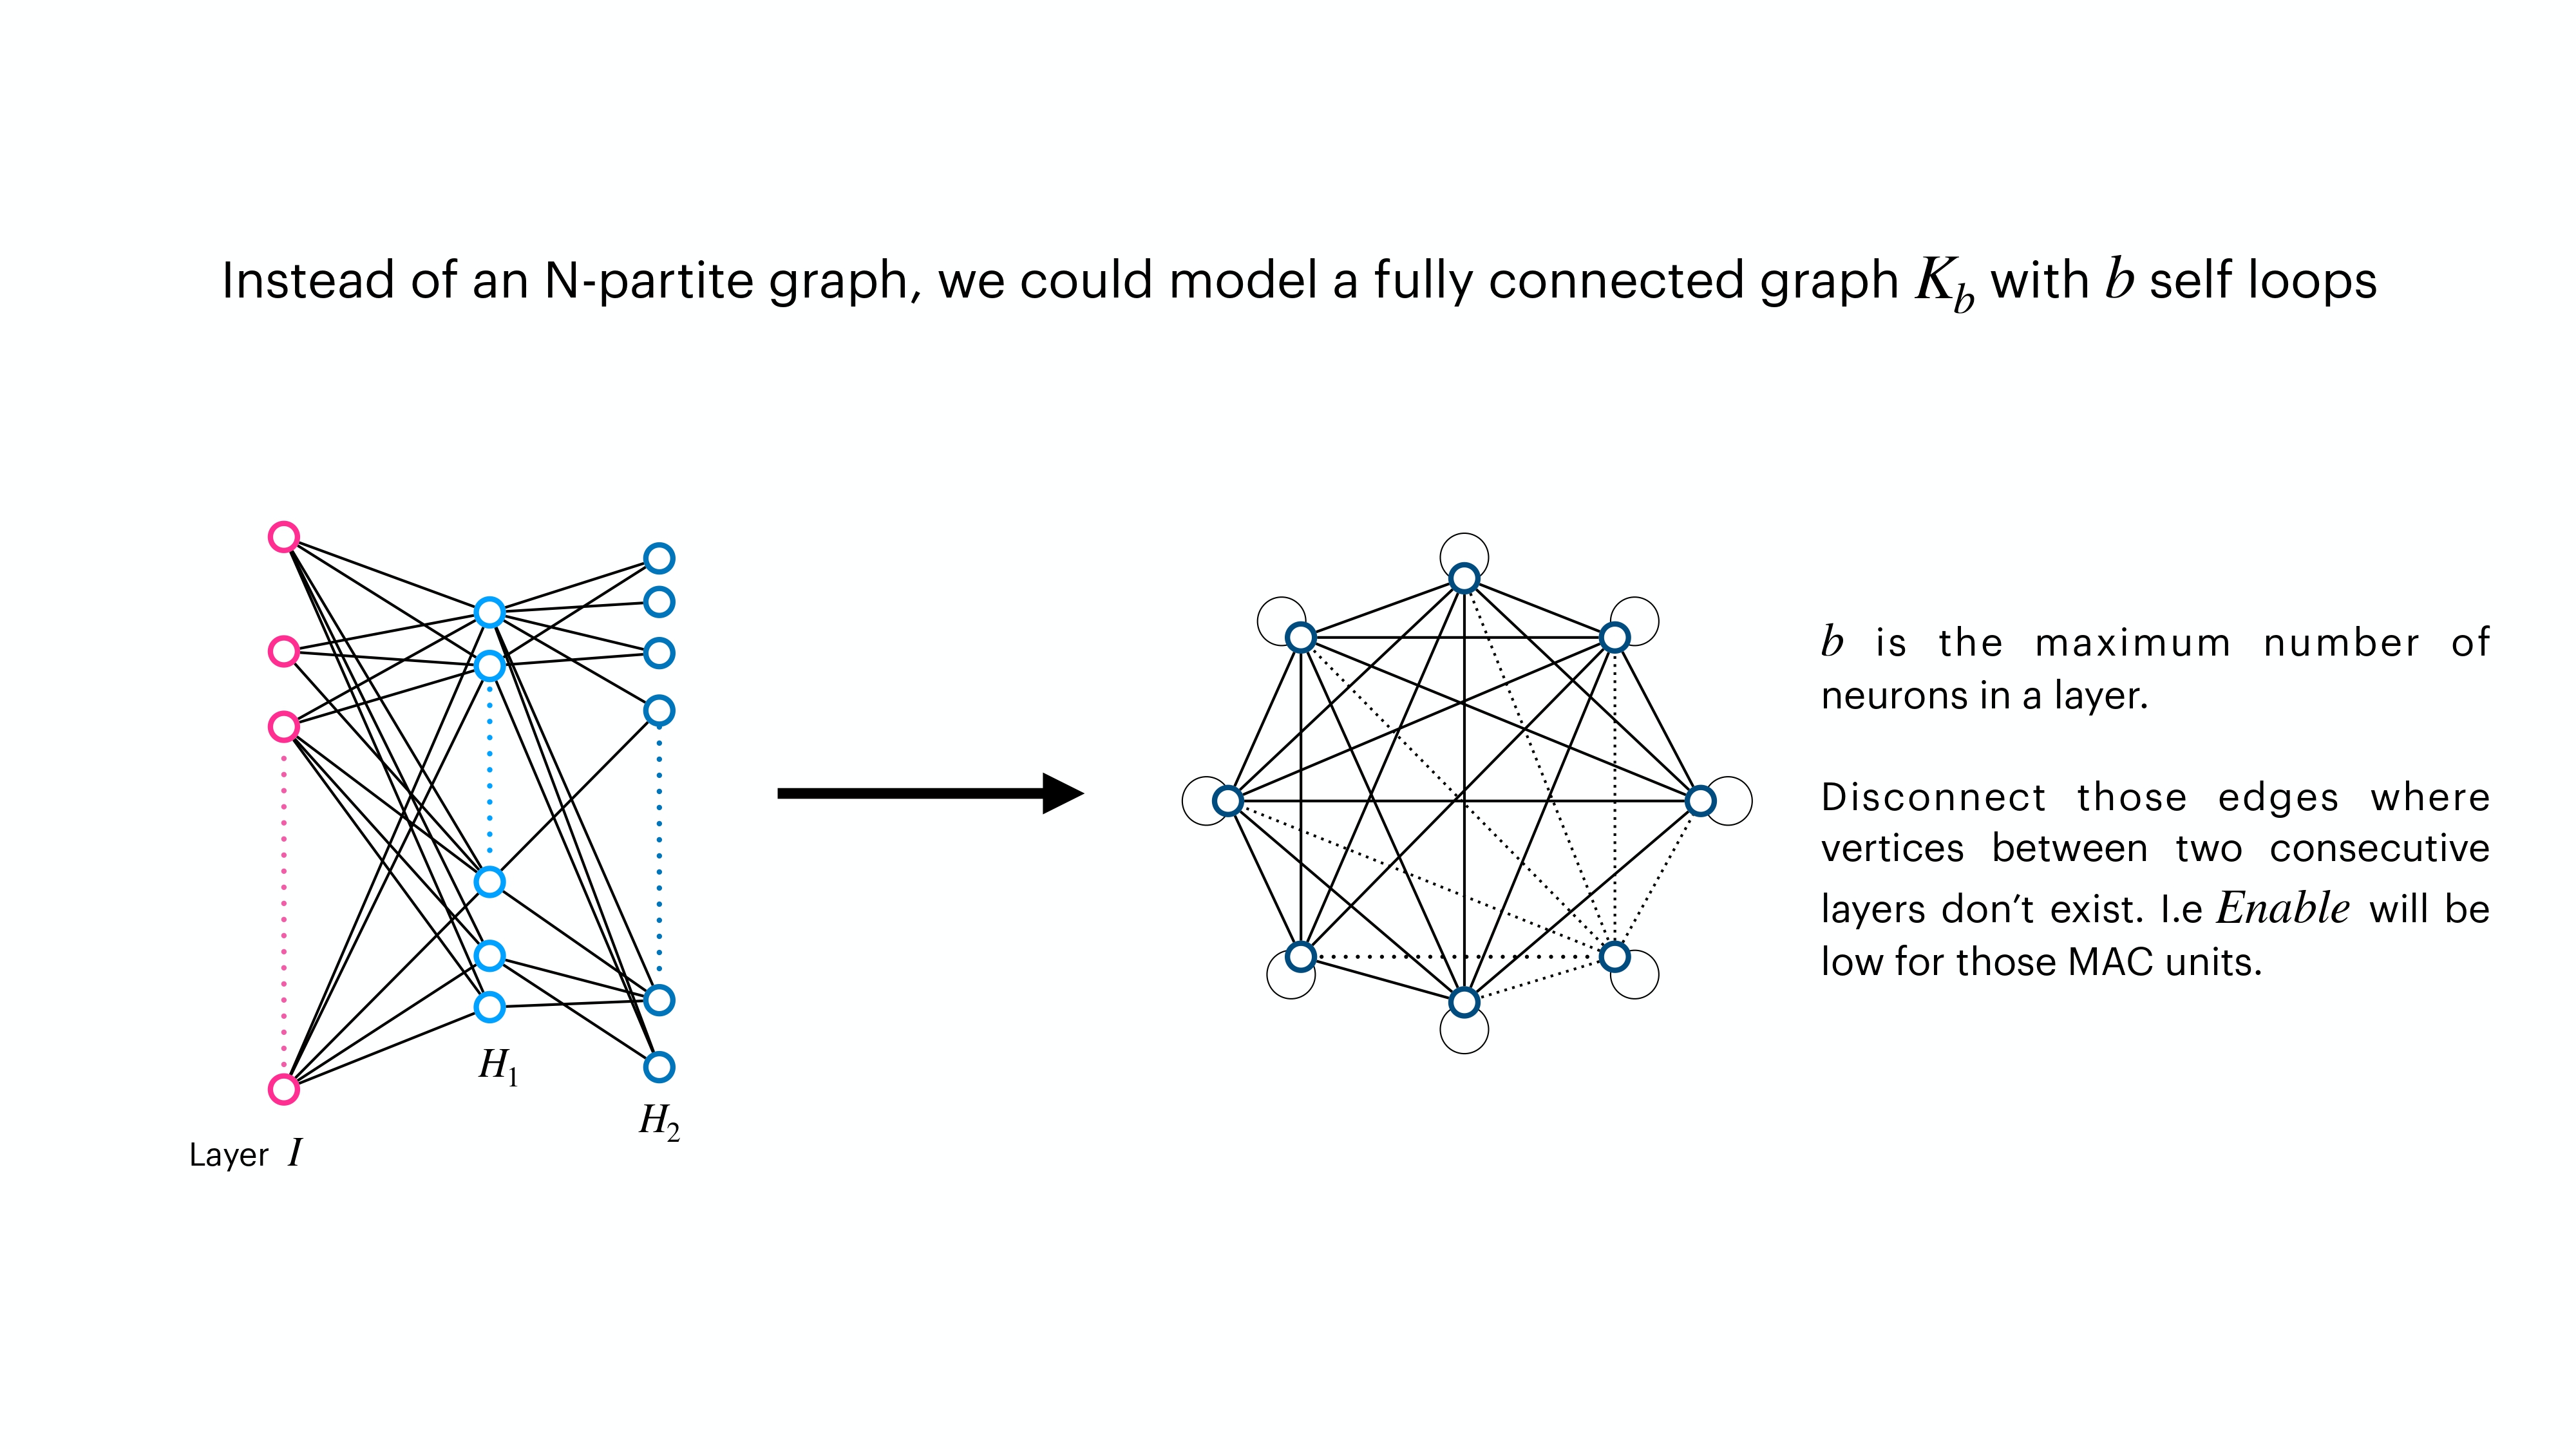 Instead of an N-partite graph, we could model a fully connected graph K_b with b self loops
b is the maximum number of
neurons in a layer.
Disconnect those edges where
vertices between two consecutive
layers don’t exist. I.e Enable will be
low for those MAC units.
H_1
H_2
Layer I